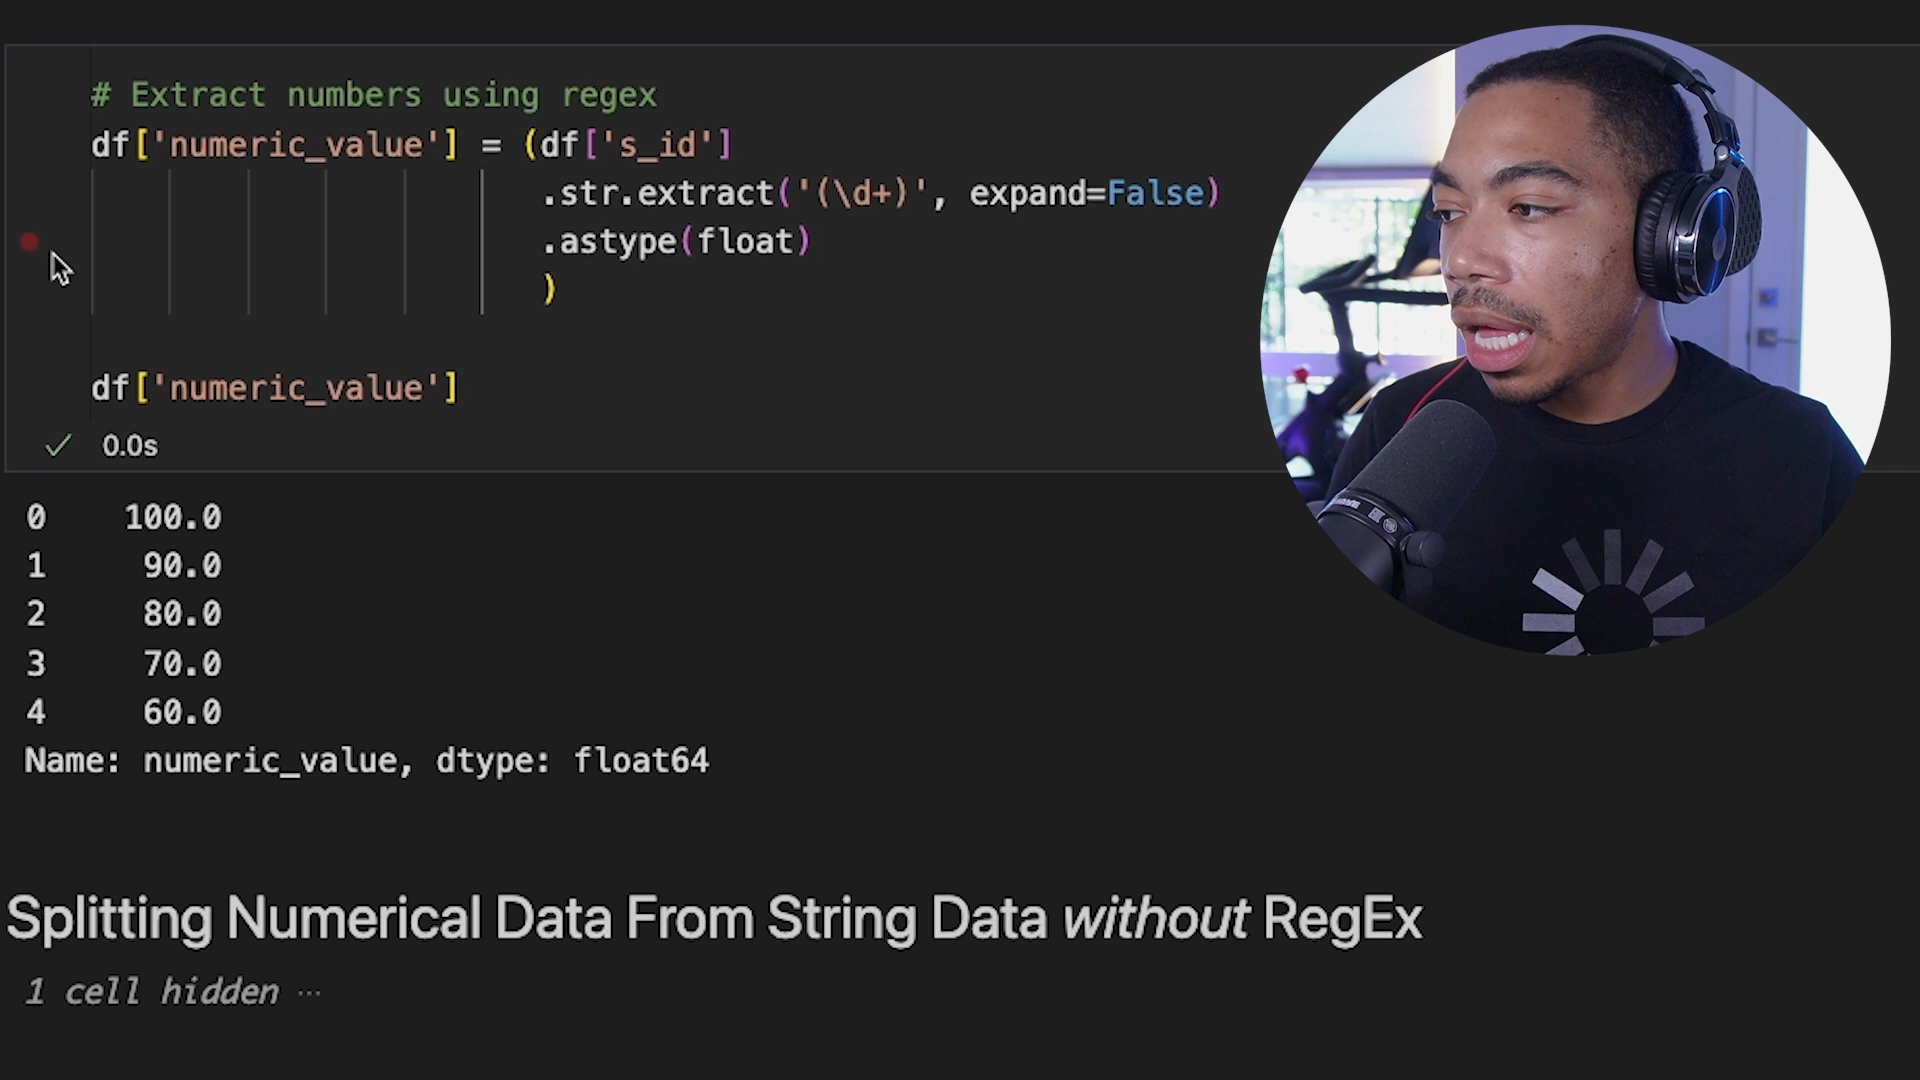 # Extract numbers using regex
df['numeric_value'] = (df['s_id']
.str.extract('(\d+)', expand=False)
.astype(float)
)
df['numeric_value']
0.0s
0 100.0
1 90.0
2 80.0
3 70.0
4 60.0
Name: numeric_value, dtype: float64
Splitting Numerical Data From String Data without RegEx
1 cell hidden ···